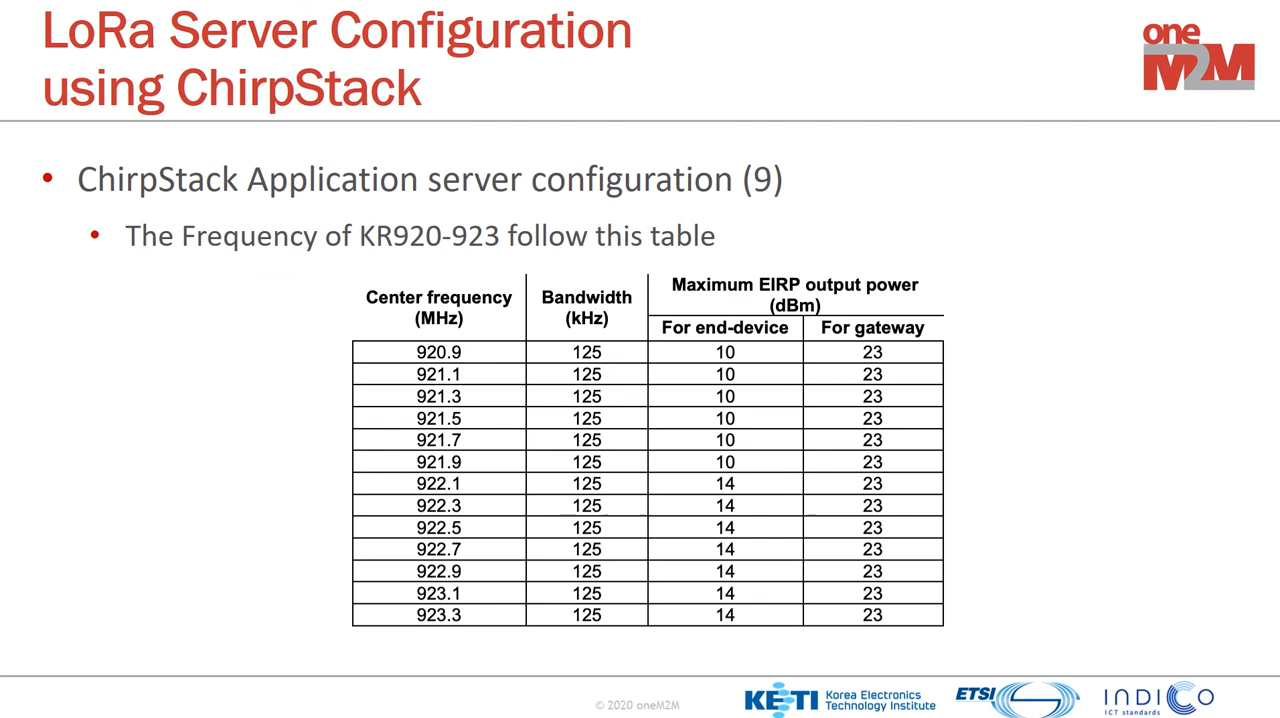 LoRa Server Configuration
using ChirpStack
one
M2M
• ChirpStack Application server configuration (9)
• The Frequency of KR920-923 follow this table
Center frequency (MHz) Bandwidth (kHz) Maximum EIRP output power (dBm)
For end-device For gateway
920.9 125 10 23
921.1 125 10 23
921.3 125 10 23
921.5 125 10 23
921.7 125 10 23
921.9 125 10 23
922.1 125 14 23
922.3 125 14 23
922.5 125 14 23
922.7 125 14 23
922.9 125 14 23
923.1 125 14 23
923.3 125 14 23
© 2020 oneM2M
KETI Korea Electronics
Technology Institute
ETSI
INDICO
ICT standards